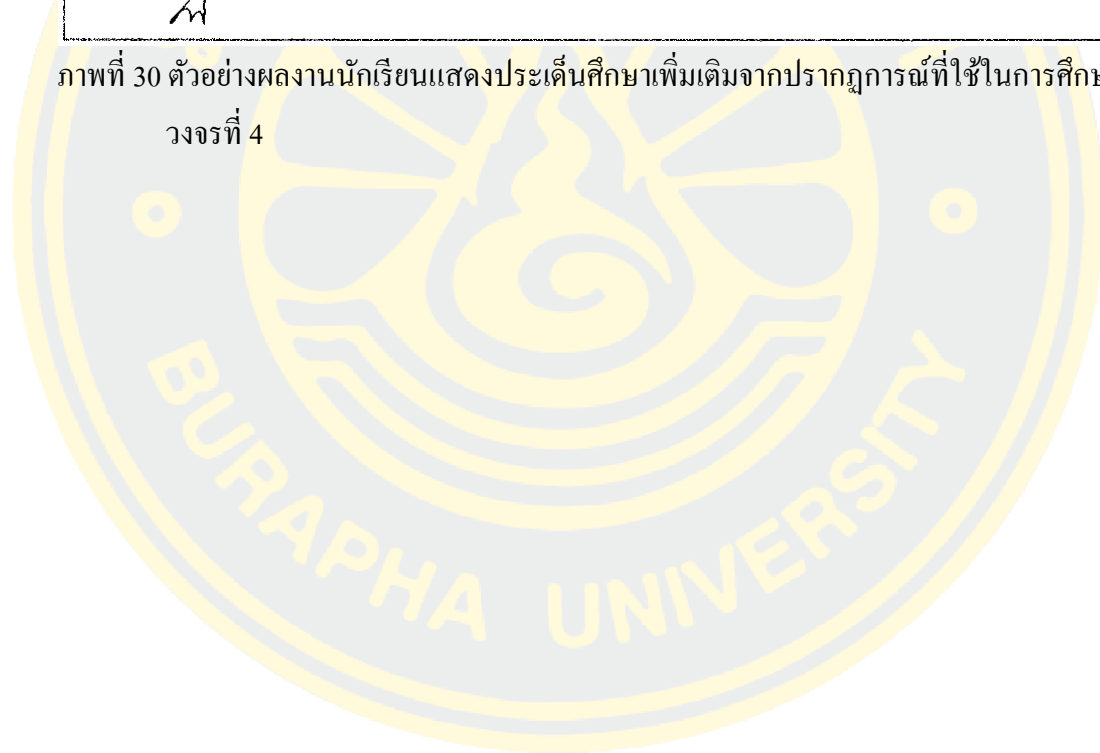 ภาพที่ 30 ตัวอย่างผลงานนักเรียนแสดงประเด็นศึกษาเพิ่มเติมจากปรากฏการณ์ที่ใช้ในการศึกษ
วงจรที่ 4
BURAPHA UNIVERSITY